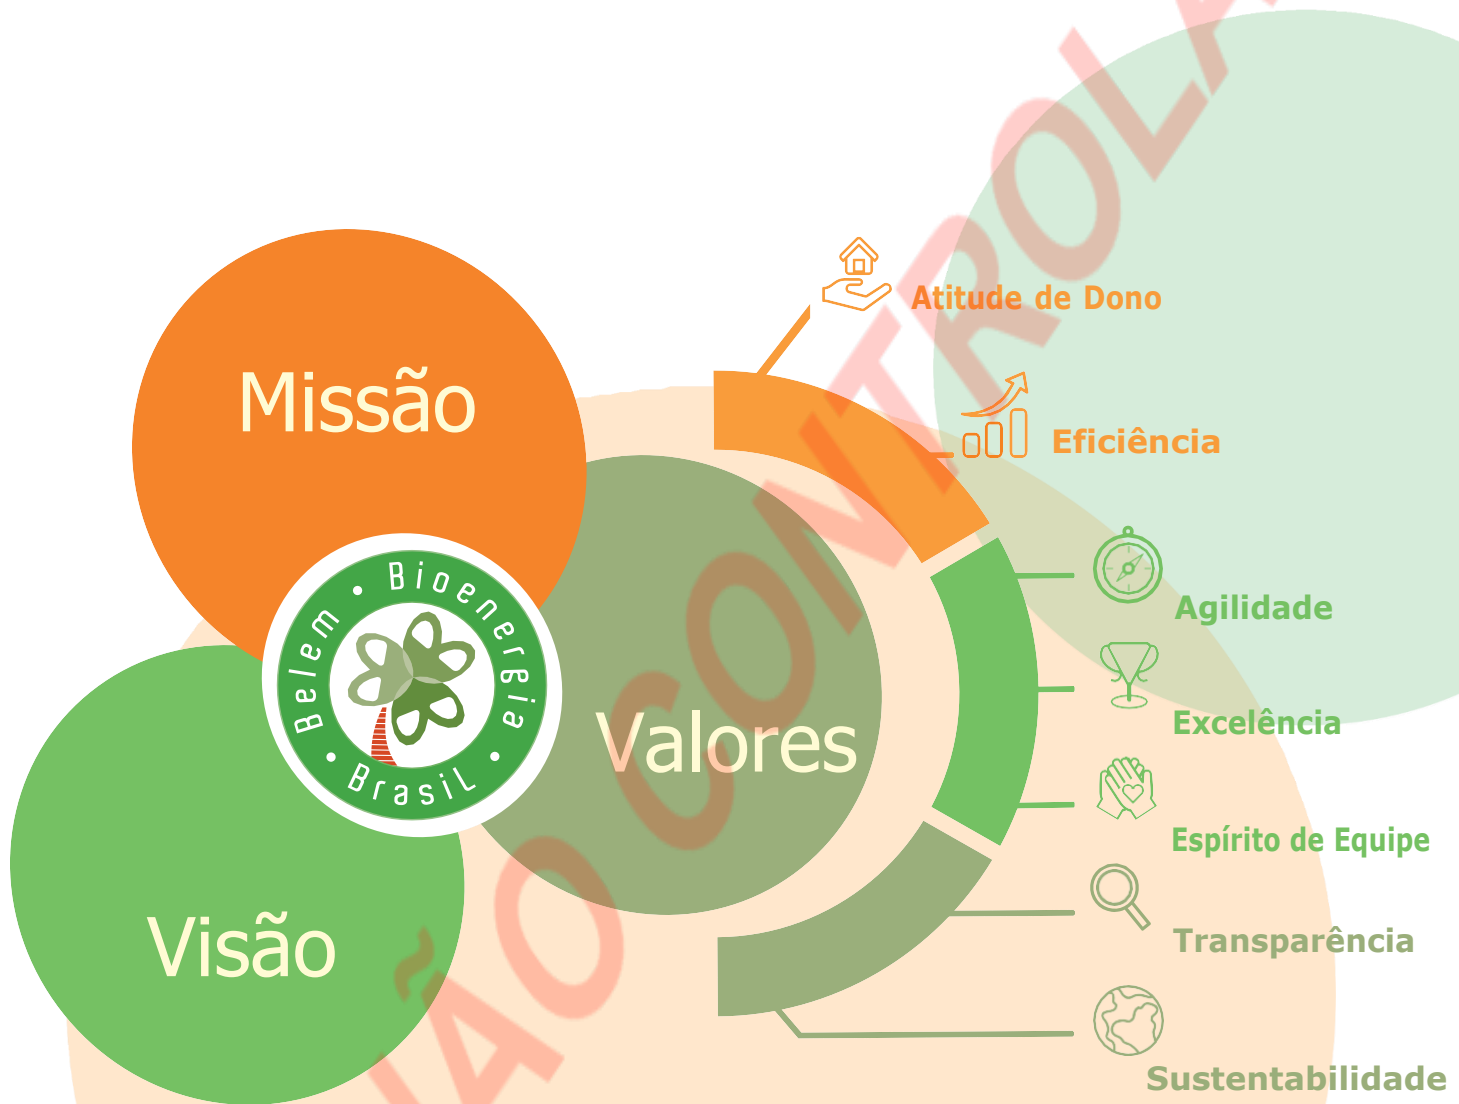 Atitude de Dono
Missão
Eficiência
Belem • Bioenergia • Brasil •
Agilidade
Valores
Excelência
Espírito de Equipe
Visão
Transparência
Sustentabilidade
ÃO CONTROLA